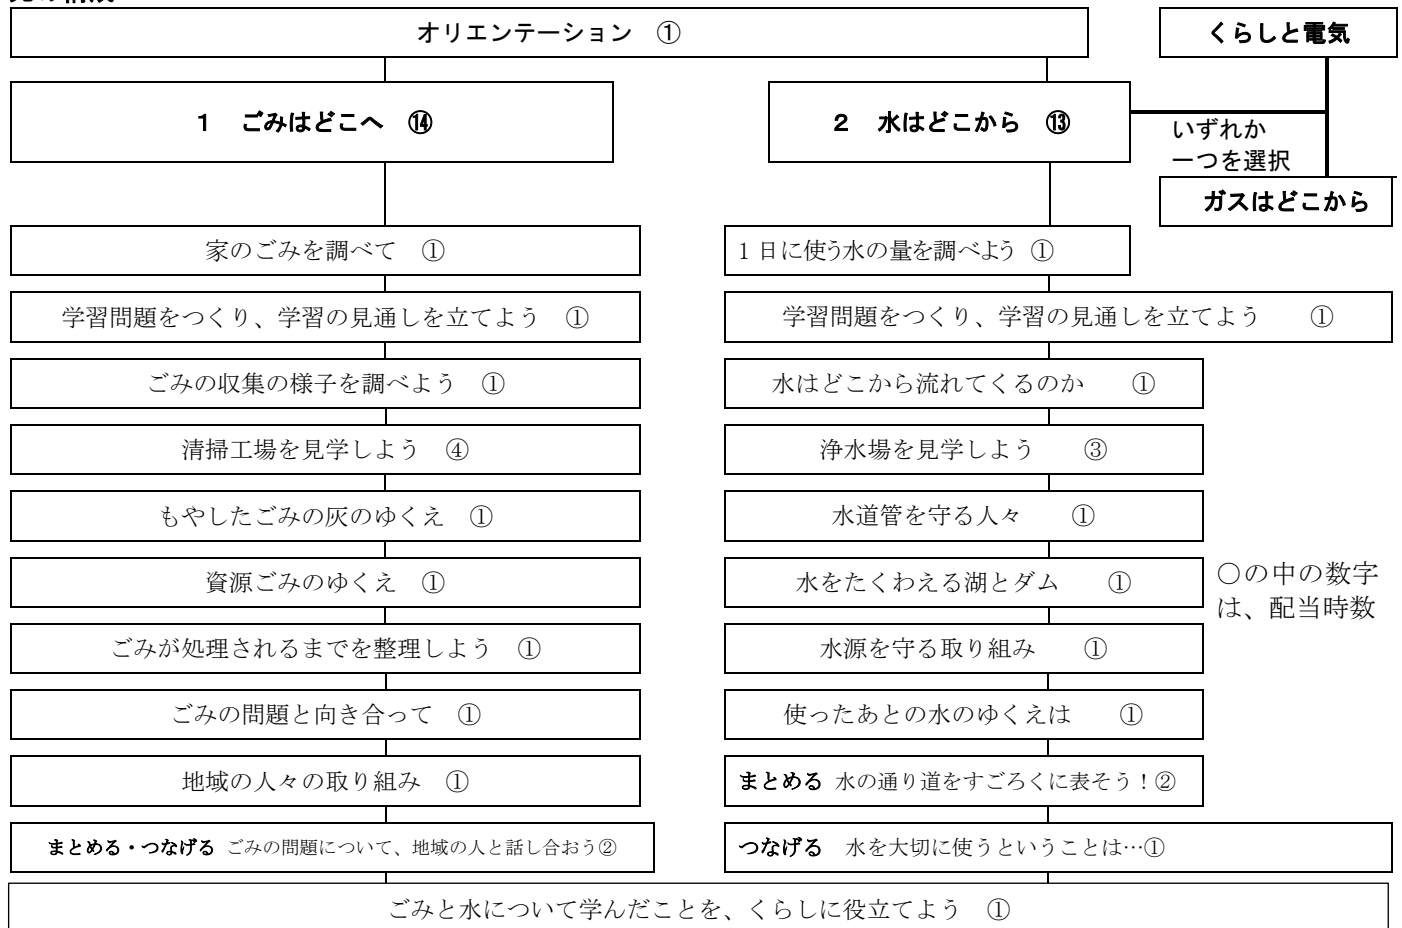 オリエンテーション ①
くらしと電気
1 ごみはどこへ ⑭
2 水はどこから ⑬
いずれか
一つを選択
ガスはどこから
家のごみを調べて ①
学習問題をつくり、学習の見通しを立てよう ①
ごみの収集の様子を調べよう ①
清掃工場を見学しよう ④
もやしたごみの灰のゆくえ ①
資源ごみのゆくえ ①
ごみが処理されるまでを整理しよう ①
ごみの問題と向き合って ①
地域の人々の取り組み ①
まとめる・つなげる ごみの問題について、地域の人と話し合おう②
1日に使う水の量を調べよう ①
学習問題をつくり、学習の見通しを立てよう ①
水はどこから流れてくるのか ①
浄水場を見学しよう ③
水道管を守る人々 ①
水をたくわえる湖とダム ①
水源を守る取り組み ①
使ったあとの水のゆくえは ①
まとめる 水の通り道をすごろくに表そう!②
つなげる 水を大切に使うということは…①
〇の中の数字
は、配当時数
ごみと水について学んだことを、くらしに役立てよう ①